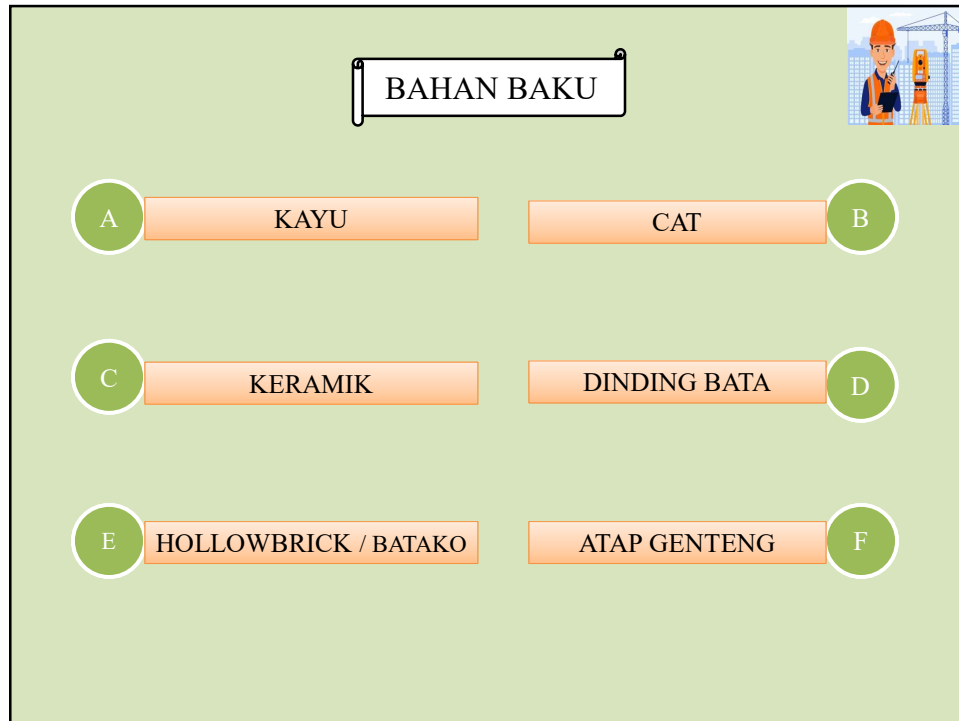 BAHAN BAKU
A KAYU
CAT B
C KERAMIK
DINDING BATA D
E HOLLOWBRICK / BATAKO
ATAP GENTENG F